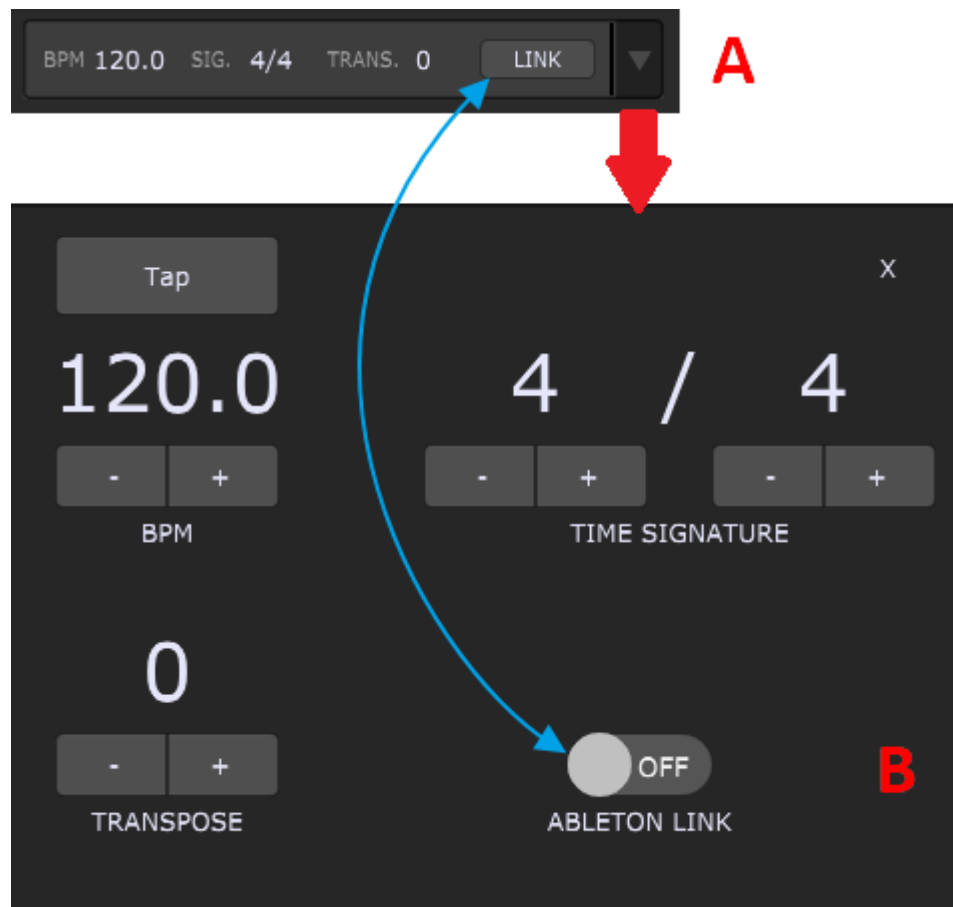 BPM 120.0 SIG. 4/4 TRANS. 0 LINK A
Tap X
120.0 4 / 4
- + - + - +
BPM TIME SIGNATURE
0
- + OFF B
TRANSPOSE ABLETON LINK